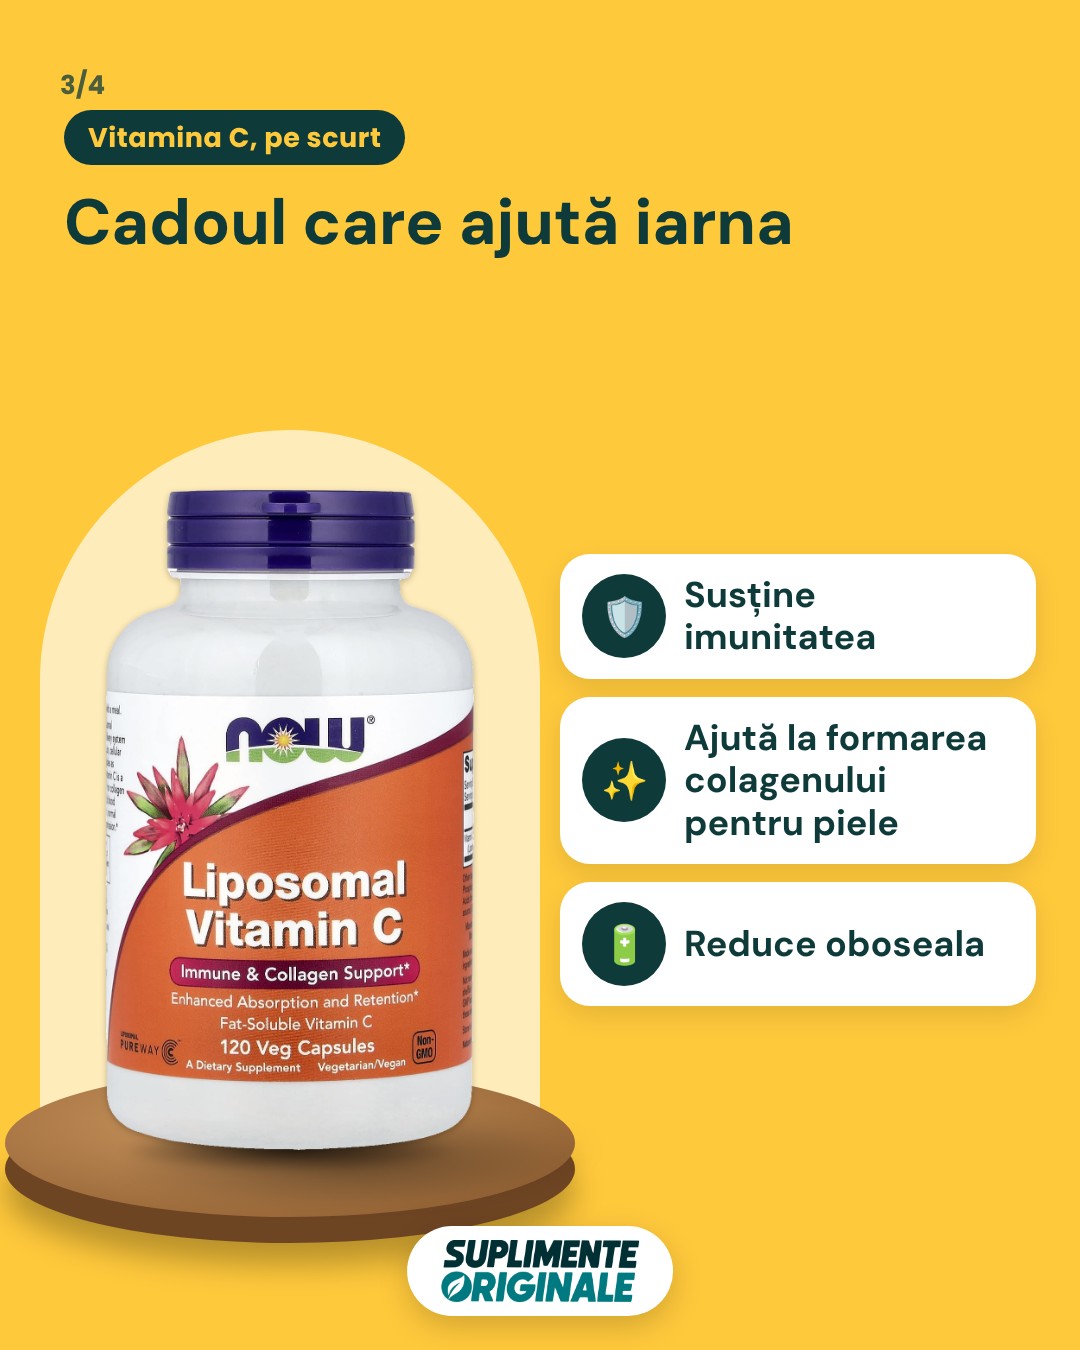 3/4
Vitamina C, pe scurt
Cadoul care ajută iarna
now®
Liposomal
Vitamin C
Immune & Collagen Support*
Enhanced Absorption and Retention*
Fat-Soluble Vitamin C
120 Veg Capsules
A Dietary Supplement Vegetarian/Vegan
LIPOSOMAL
PUREWAY C™
Non-
GMO
Susține
imunitatea
Ajută la formarea
colagenului
pentru piele
Reduce oboseala
SUPLIMENTE
ORIGINALE